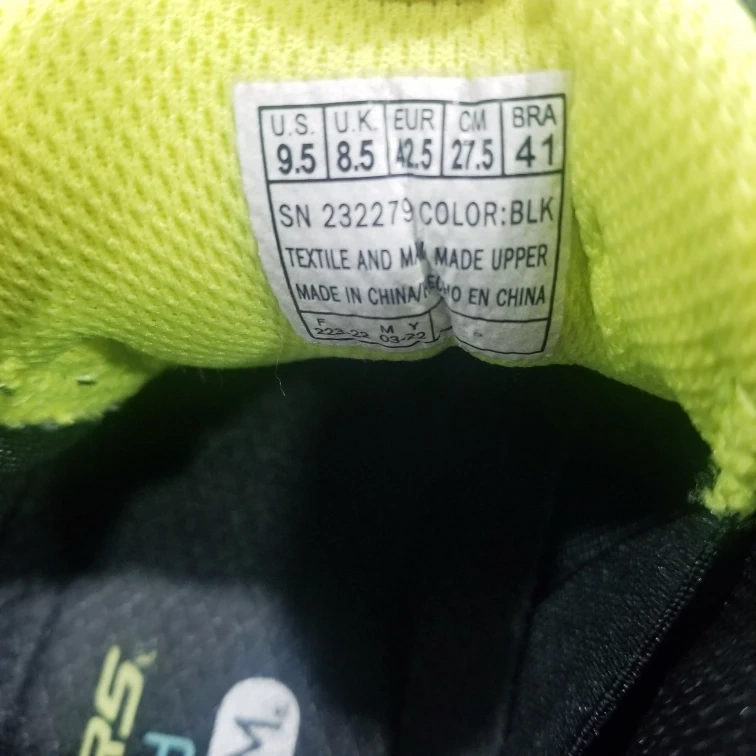 U.S. U.K. EUR CM BRA
9.5 8.5 42.5 27.5 41
SN 232279 COLOR:BLK
TEXTILE AND MADE UPPER
MADE IN CHINA/HECHO EN CHINA
F M Y
223-22 03-22
RS
M